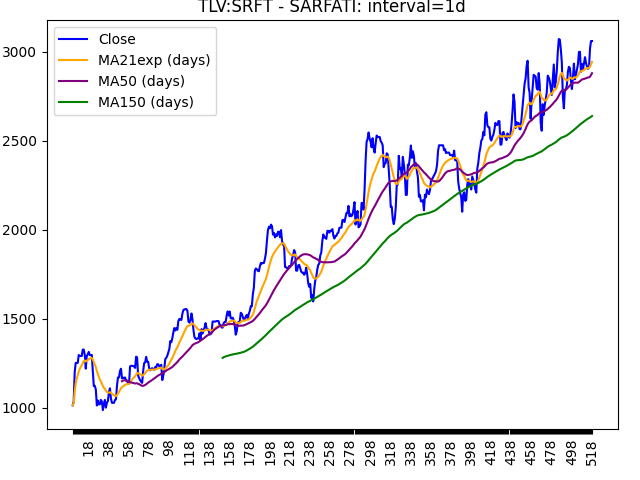 TLV:SRFT - SARFATI: interval=1d
Close
MA21exp (days)
MA50 (days)
MA150 (days)
3000
2500
2000
1500
1000
18 38 58 78 98 118 138 158 178 198 218 238 258 278 298 318 338 358 378 398 418 438 458 478 498 518